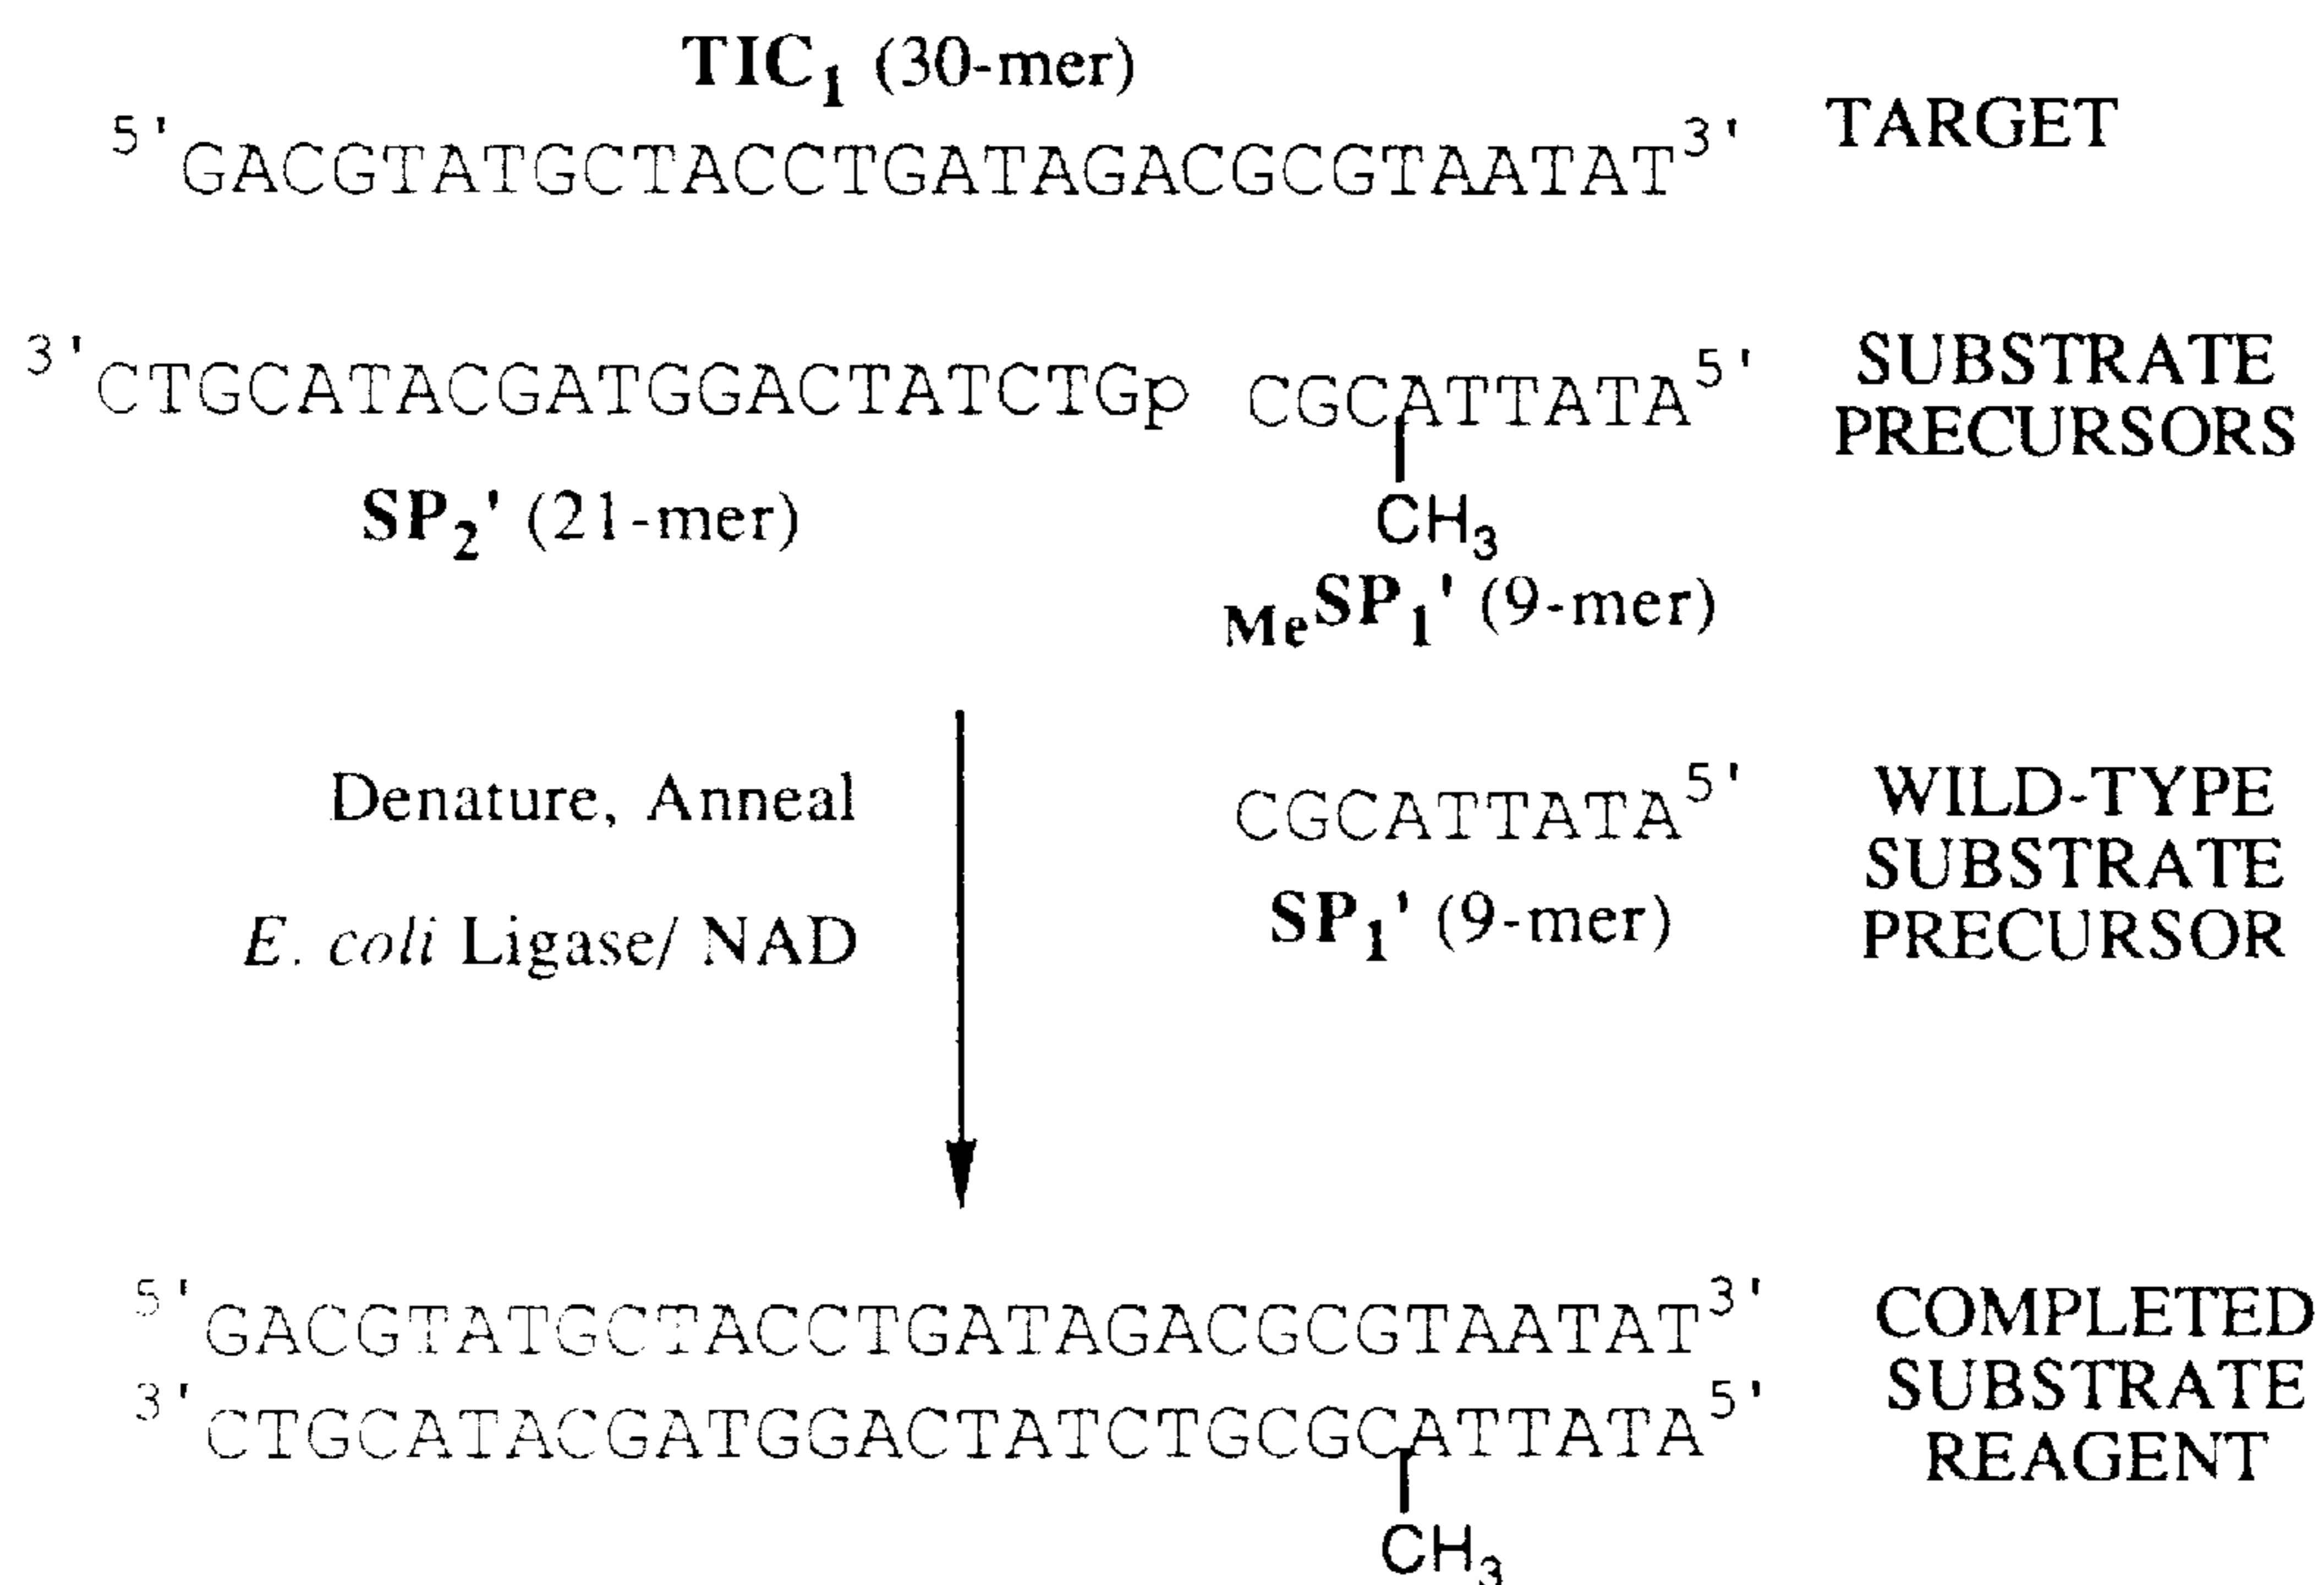 TIC1 (30-mer)
5'GACGTATGCTACCTGATAGACGCGTAATAT3' TARGET
3'CTGCATACGATGGACTATCTGp CGCATTATA5' SUBSTRATE PRECURSORS
CH3
SP2' (21-mer)
MeSP1' (9-mer)
Denature, Anneal
E. coli Ligase/ NAD
CGCATTATA5' WILD-TYPE SUBSTRATE PRECURSOR
SP1' (9-mer)
5'GACGTATGCTACCTGATAGACGCGTAATAT3' COMPLETED
3'CTGCATACGATGGACTATCTGCGCATTATA5' SUBSTRATE REAGENT
CH3